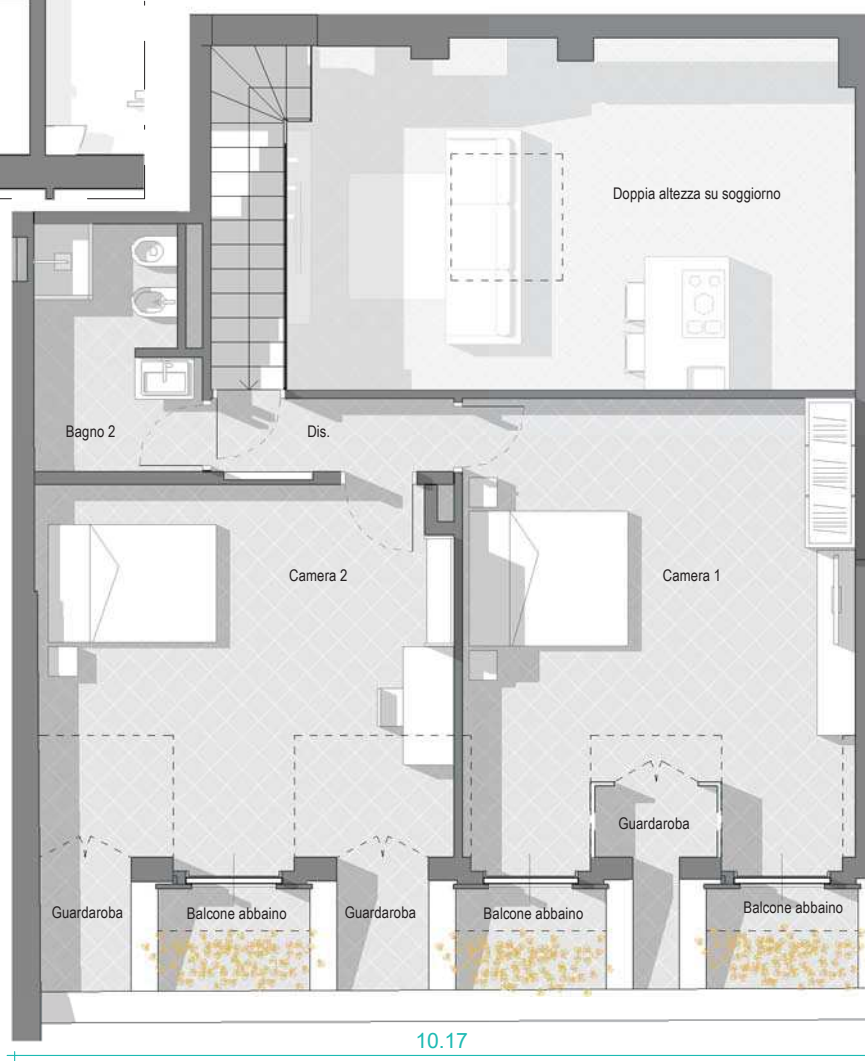 Doppia altezza su soggiorno
Bagno 2
Dis.
Camera 2
Camera 1
Guardaroba
Guardaroba
Balcone abbaino
Guardaroba
Balcone abbaino
Balcone abbaino
10.17